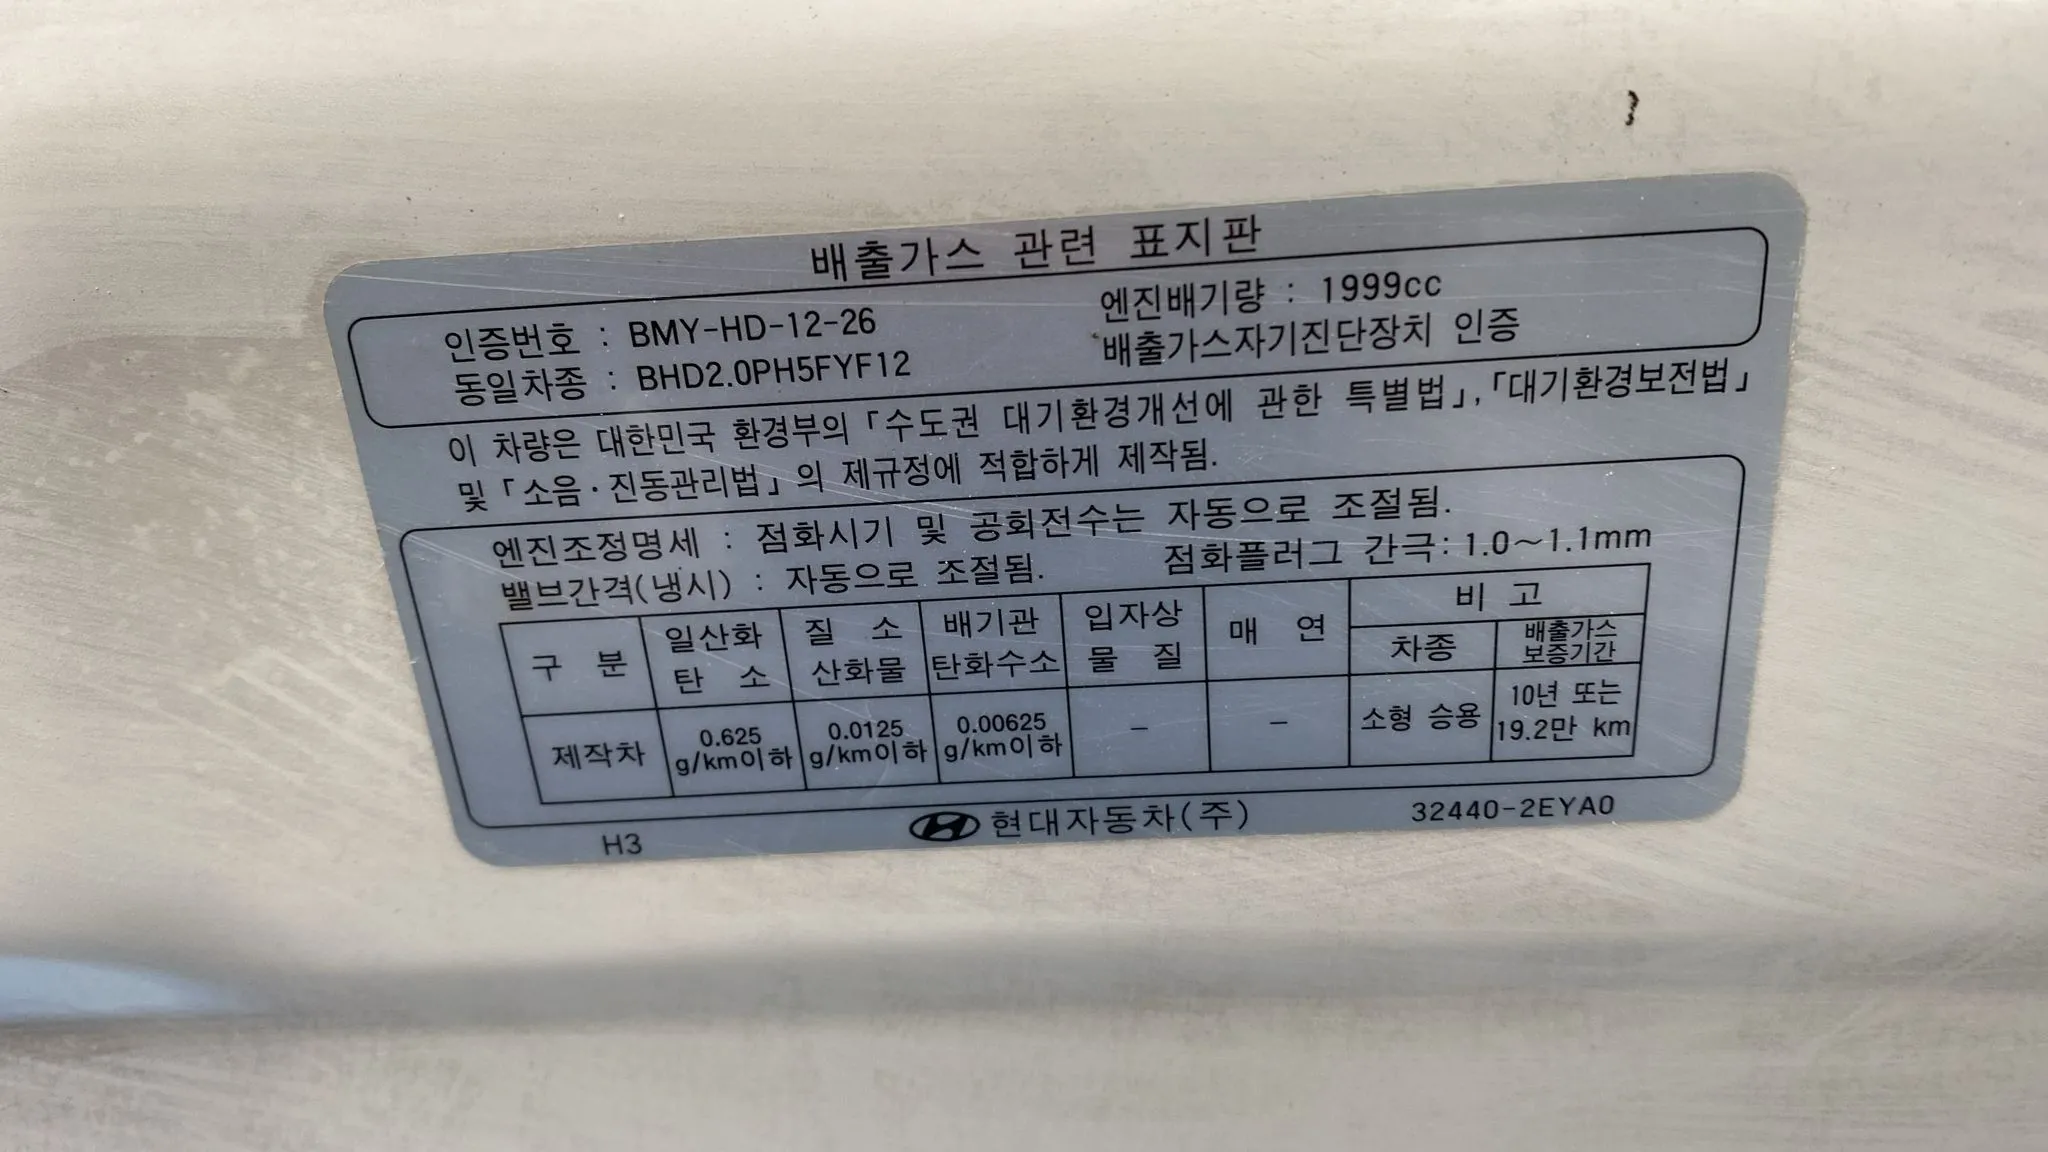 배출가스 관련 표지판
인증번호 : BMY-HD-12-26 엔진배기량 : 1999cc
동일차종 : BHD2.0PH5FYF12 배출가스자기진단장치 인증
이 차량은 대한민국 환경부의 「수도권 대기환경개선에 관한 특별법」,「대기환경보전법」
및 「소음·진동관리법」의 제규정에 적합하게 제작됨.
엔진조정명세 : 점화시기 및 공회전수는 자동으로 조절됨.
밸브간격(냉시) : 자동으로 조절됨. 점화플러그 간극: 1.0~1.1mm
구 분 일산화 탄 소 질 소 산화물 배기관 탄화수소 입자상 물 질 매 연 비 고
차종 배출가스 보증기간
제작차 0.625 g/km이하 0.0125 g/km이하 0.00625 g/km이하 – – 소형 승용 10년 또는 19.2만 km
H3 현대자동차(주) 32440-2EYA0